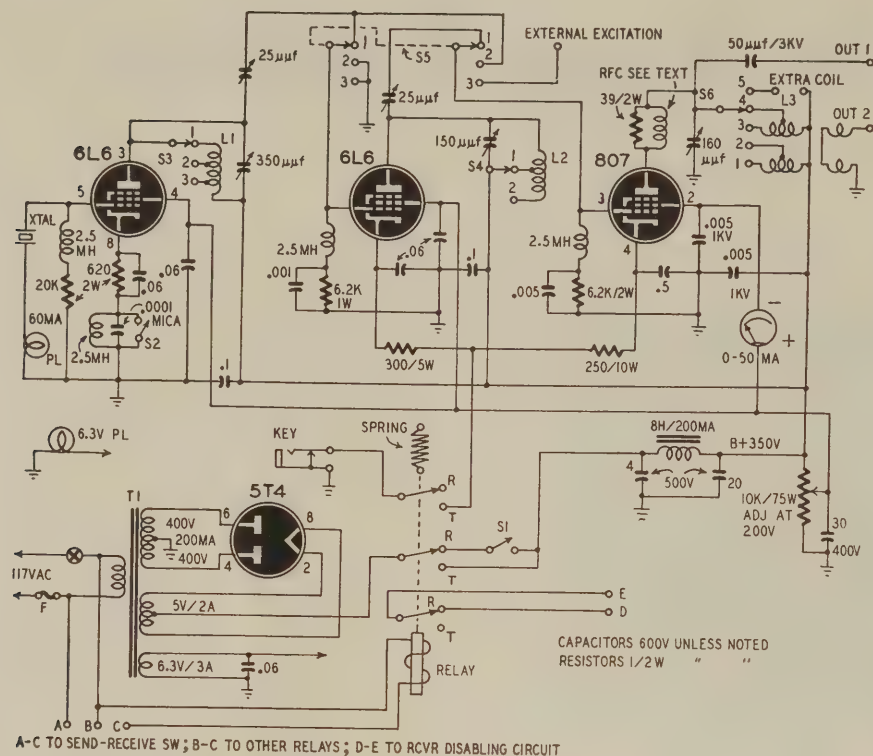 25μμf
1
2
3
S5
1
2
3
EXTERNAL EXCITATION
50μμf/3KV
OUT 1
RFC SEE TEXT
39/2W
S6
5
4
3
2
1
EXTRA COIL
L3
OUT 2
160
μμf
25μμf
6L6
3
S3
1
2
3
L1
350μμf
6L6
150μμf
S4
1
2
L2
807
5
4
8
3
2
4
XTAL
2.5
MH
20K
620
2W
.06
.06
.0001
MICA
S2
2.5MH
60MA
PL
.1
2.5MH
.001
6.2K
1W
.06
.1
2.5MH
.005
6.2K/2W
.5
.005
1KV
.005
1KV
−
+
0-50 MA
300/5W
250/10W
6.3V PL
KEY
SPRING
R
T
8H/200MA
B+350V
4
500V
20
10K/75W
ADJ AT
200V
30
400V
T1
400V
200MA
400V
5T4
6
4
8
2
R
T
S1
117VAC
F
5V/2A
R
T
E
D
6.3V/3A
.06
RELAY
CAPACITORS 600V UNLESS NOTED
RESISTORS 1/2W " "
A
B
C
A-C TO SEND-RECEIVE SW; B-C TO OTHER RELAYS; D-E TO RCVR DISABLING CIRCUIT